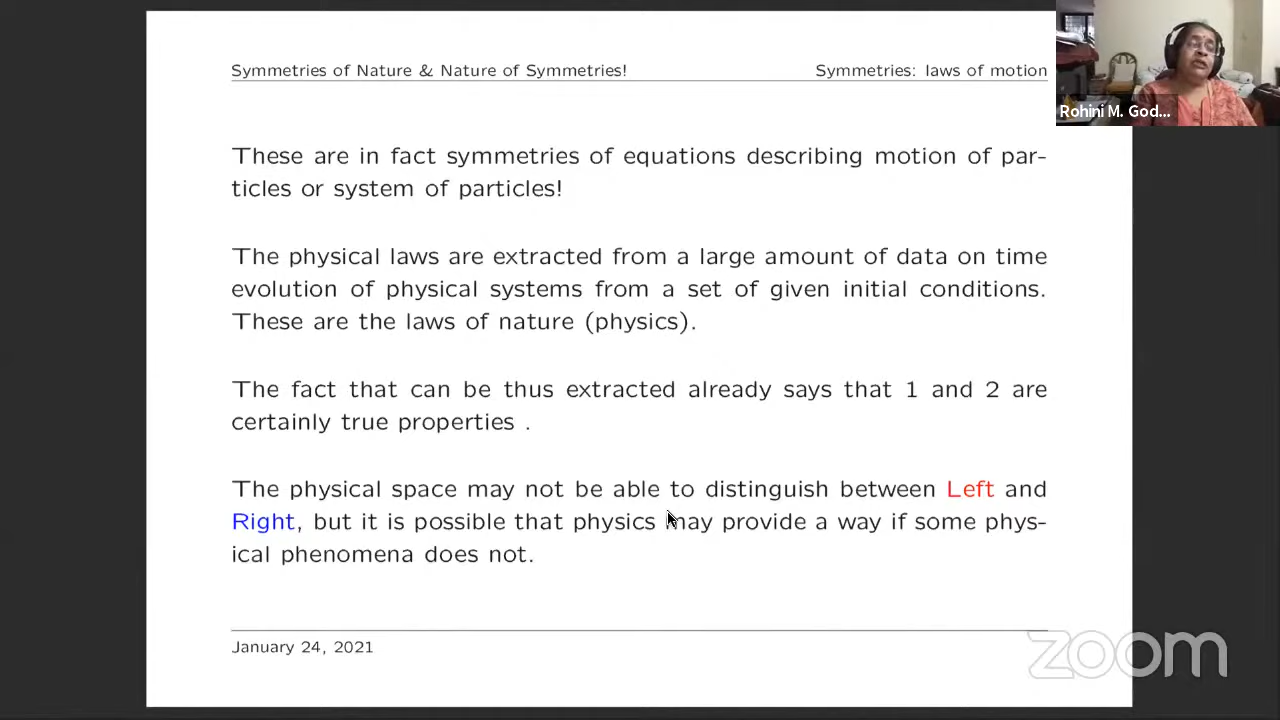 Symmetries of Nature & Nature of Symmetries!
Symmetries: laws of motion
Rohini M. God...
These are in fact symmetries of equations describing motion of par-
ticles or system of particles!
The physical laws are extracted from a large amount of data on time
evolution of physical systems from a set of given initial conditions.
These are the laws of nature (physics).
The fact that can be thus extracted already says that 1 and 2 are
certainly true properties .
The physical space may not be able to distinguish between Left and
Right, but it is possible that physics may provide a way if some phys-
ical phenomena does not.
January 24, 2021
zoom